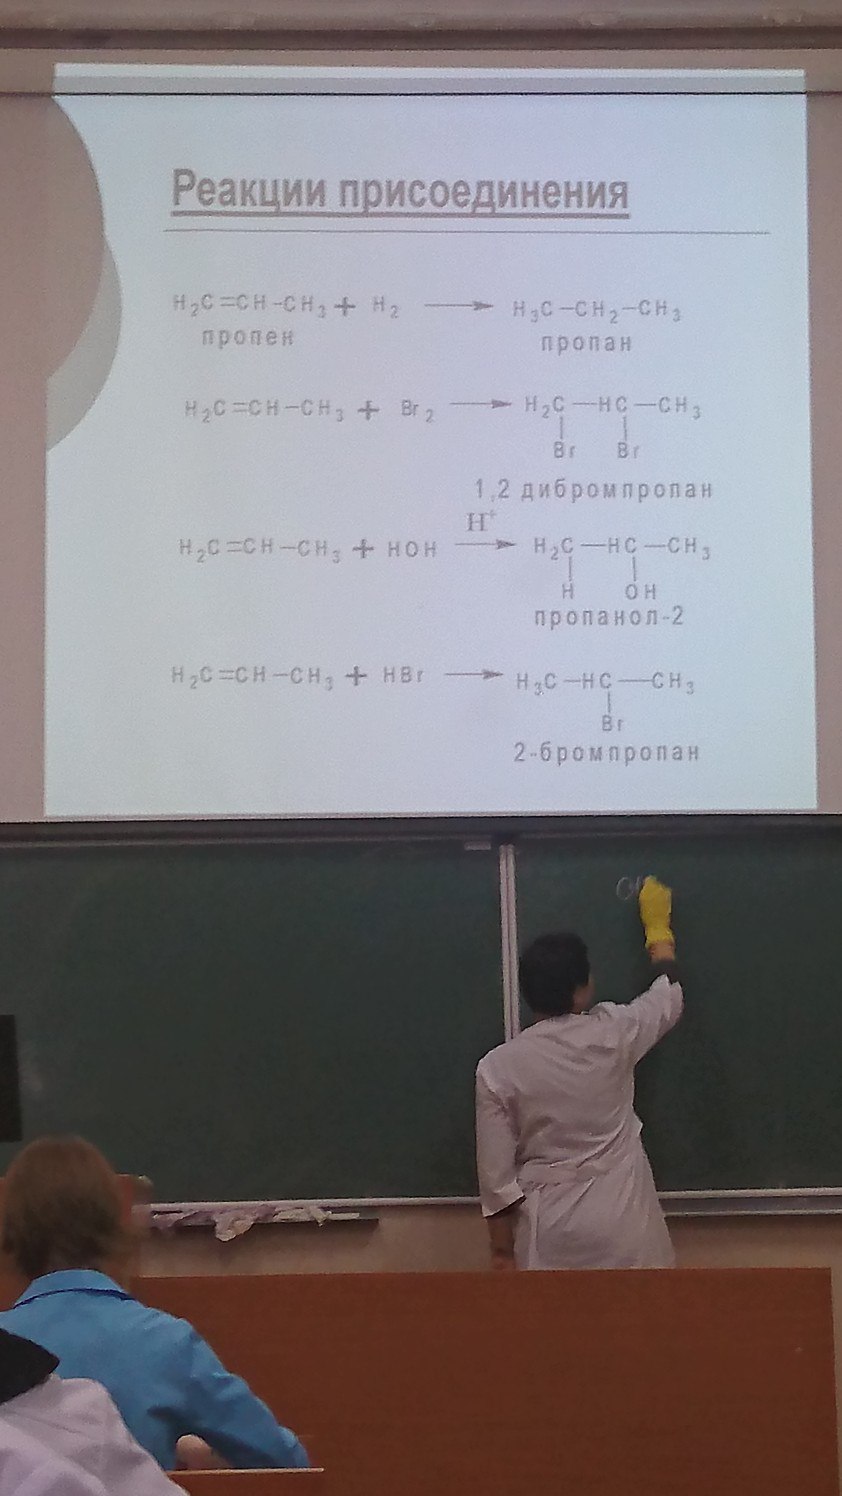 Реакции присоединения
H₂C=CH-CH₃ + H₂ → H₃C-CH₂-CH₃
пропен пропан
H₂C=CH-CH₃ + Br₂ → H₂C-HC-CH₃
Br Br
1,2 дибромпропан
H⁺
H₂C=CH-CH₃ + HOH → H₂C-HC-CH₃
H OH
пропанол-2
H₂C=CH-CH₃ + HBr → H₃C-HC-CH₃
Br
2-бромпропан